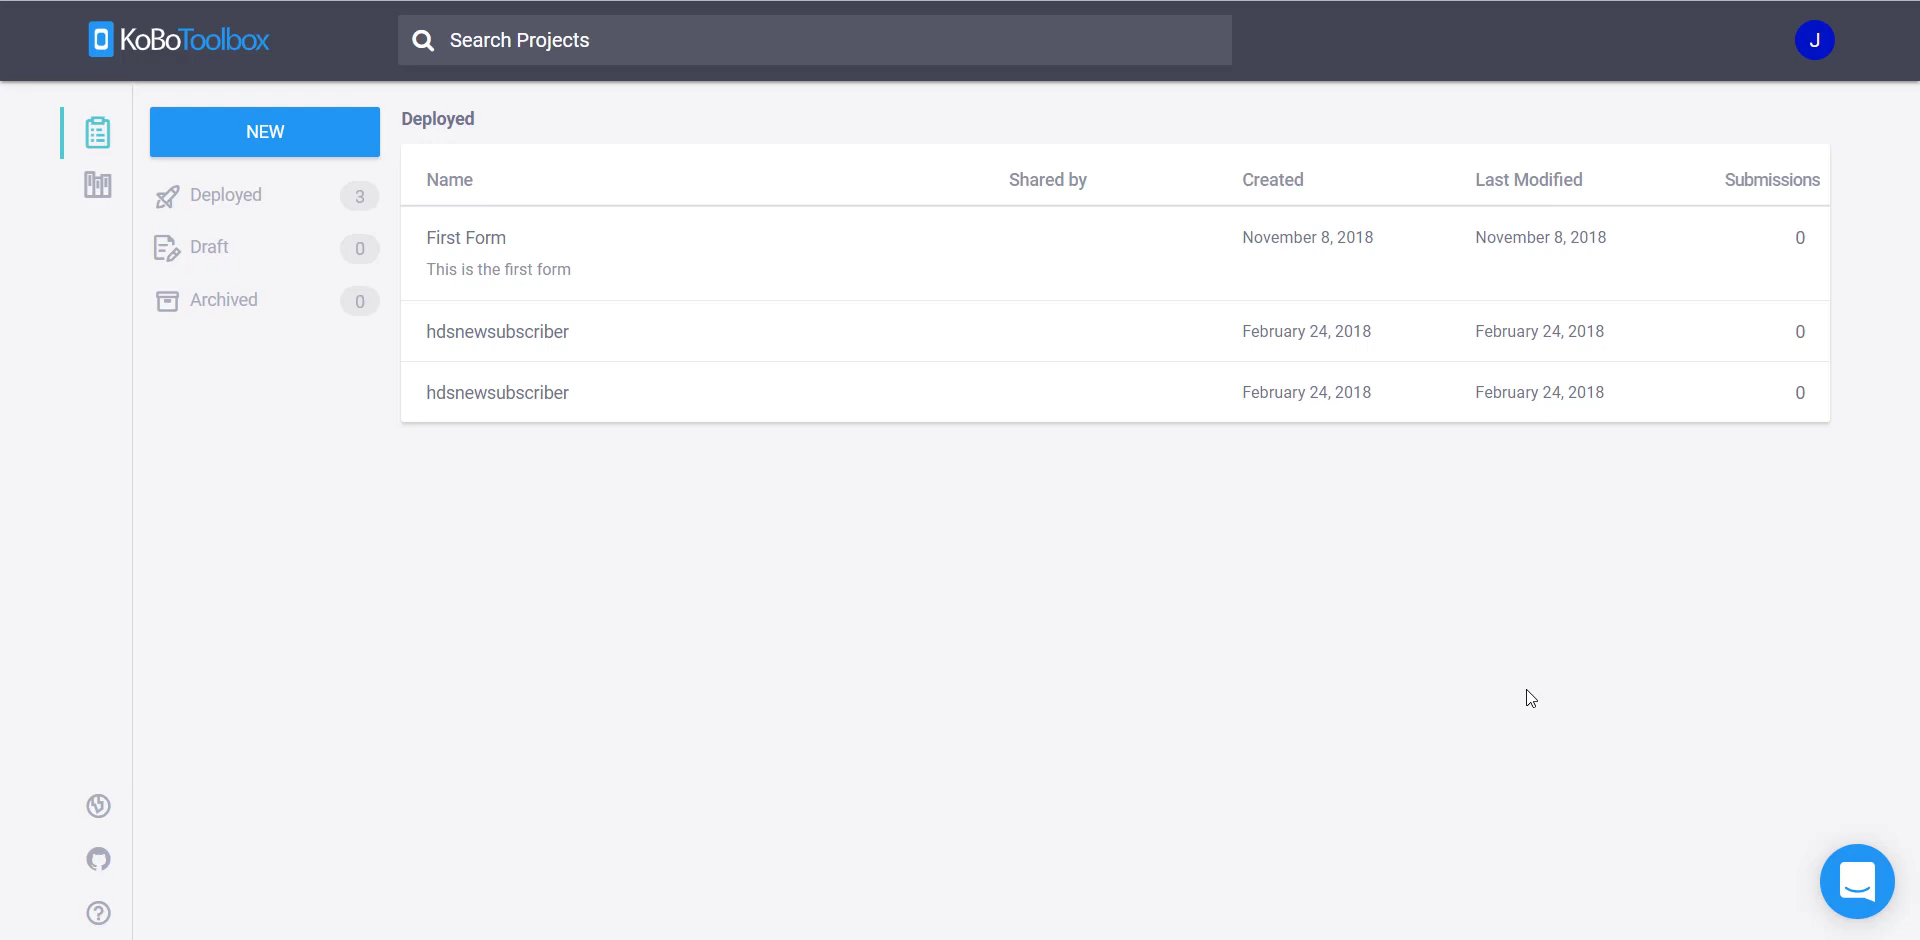 KoBoToolbox
Search Projects
J
NEW
Deployed 3
Draft 0
Archived 0
Deployed
Name Shared by Created Last Modified Submissions
First Form November 8, 2018 November 8, 2018 0
This is the first form
hdsnewsubscriber February 24, 2018 February 24, 2018 0
hdsnewsubscriber February 24, 2018 February 24, 2018 0